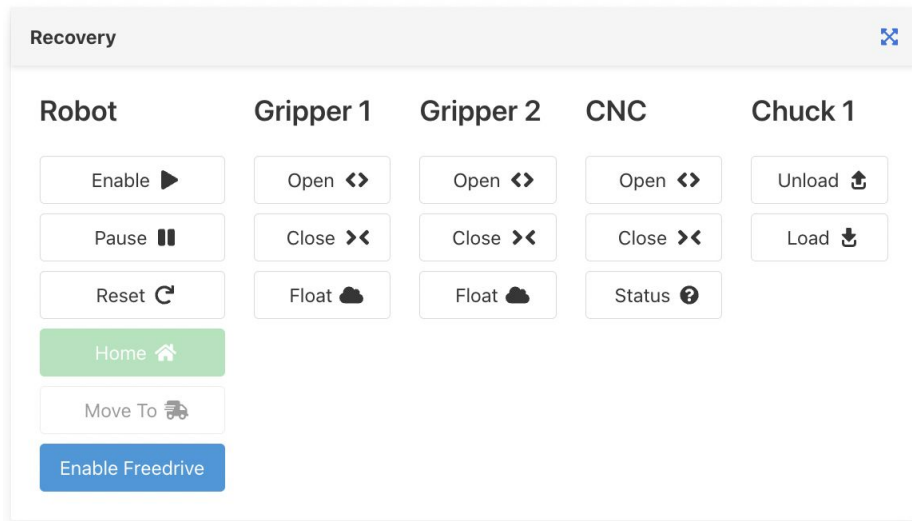 Recovery
Robot Gripper 1 Gripper 2 CNC Chuck 1
Enable Open Open Open Unload
Pause Close Close Close Load
Reset Float Float Status
Home
Move To
Enable Freedrive